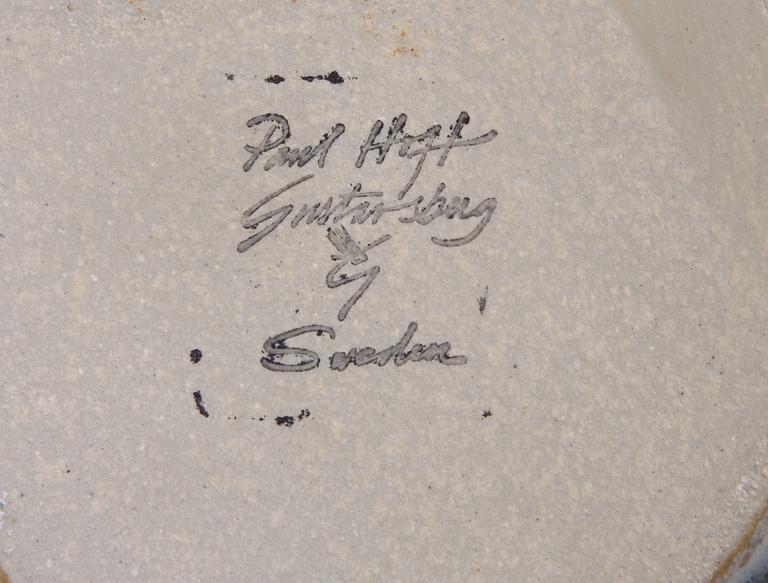 Paul Hoff
Gustavsberg
G
Sweden